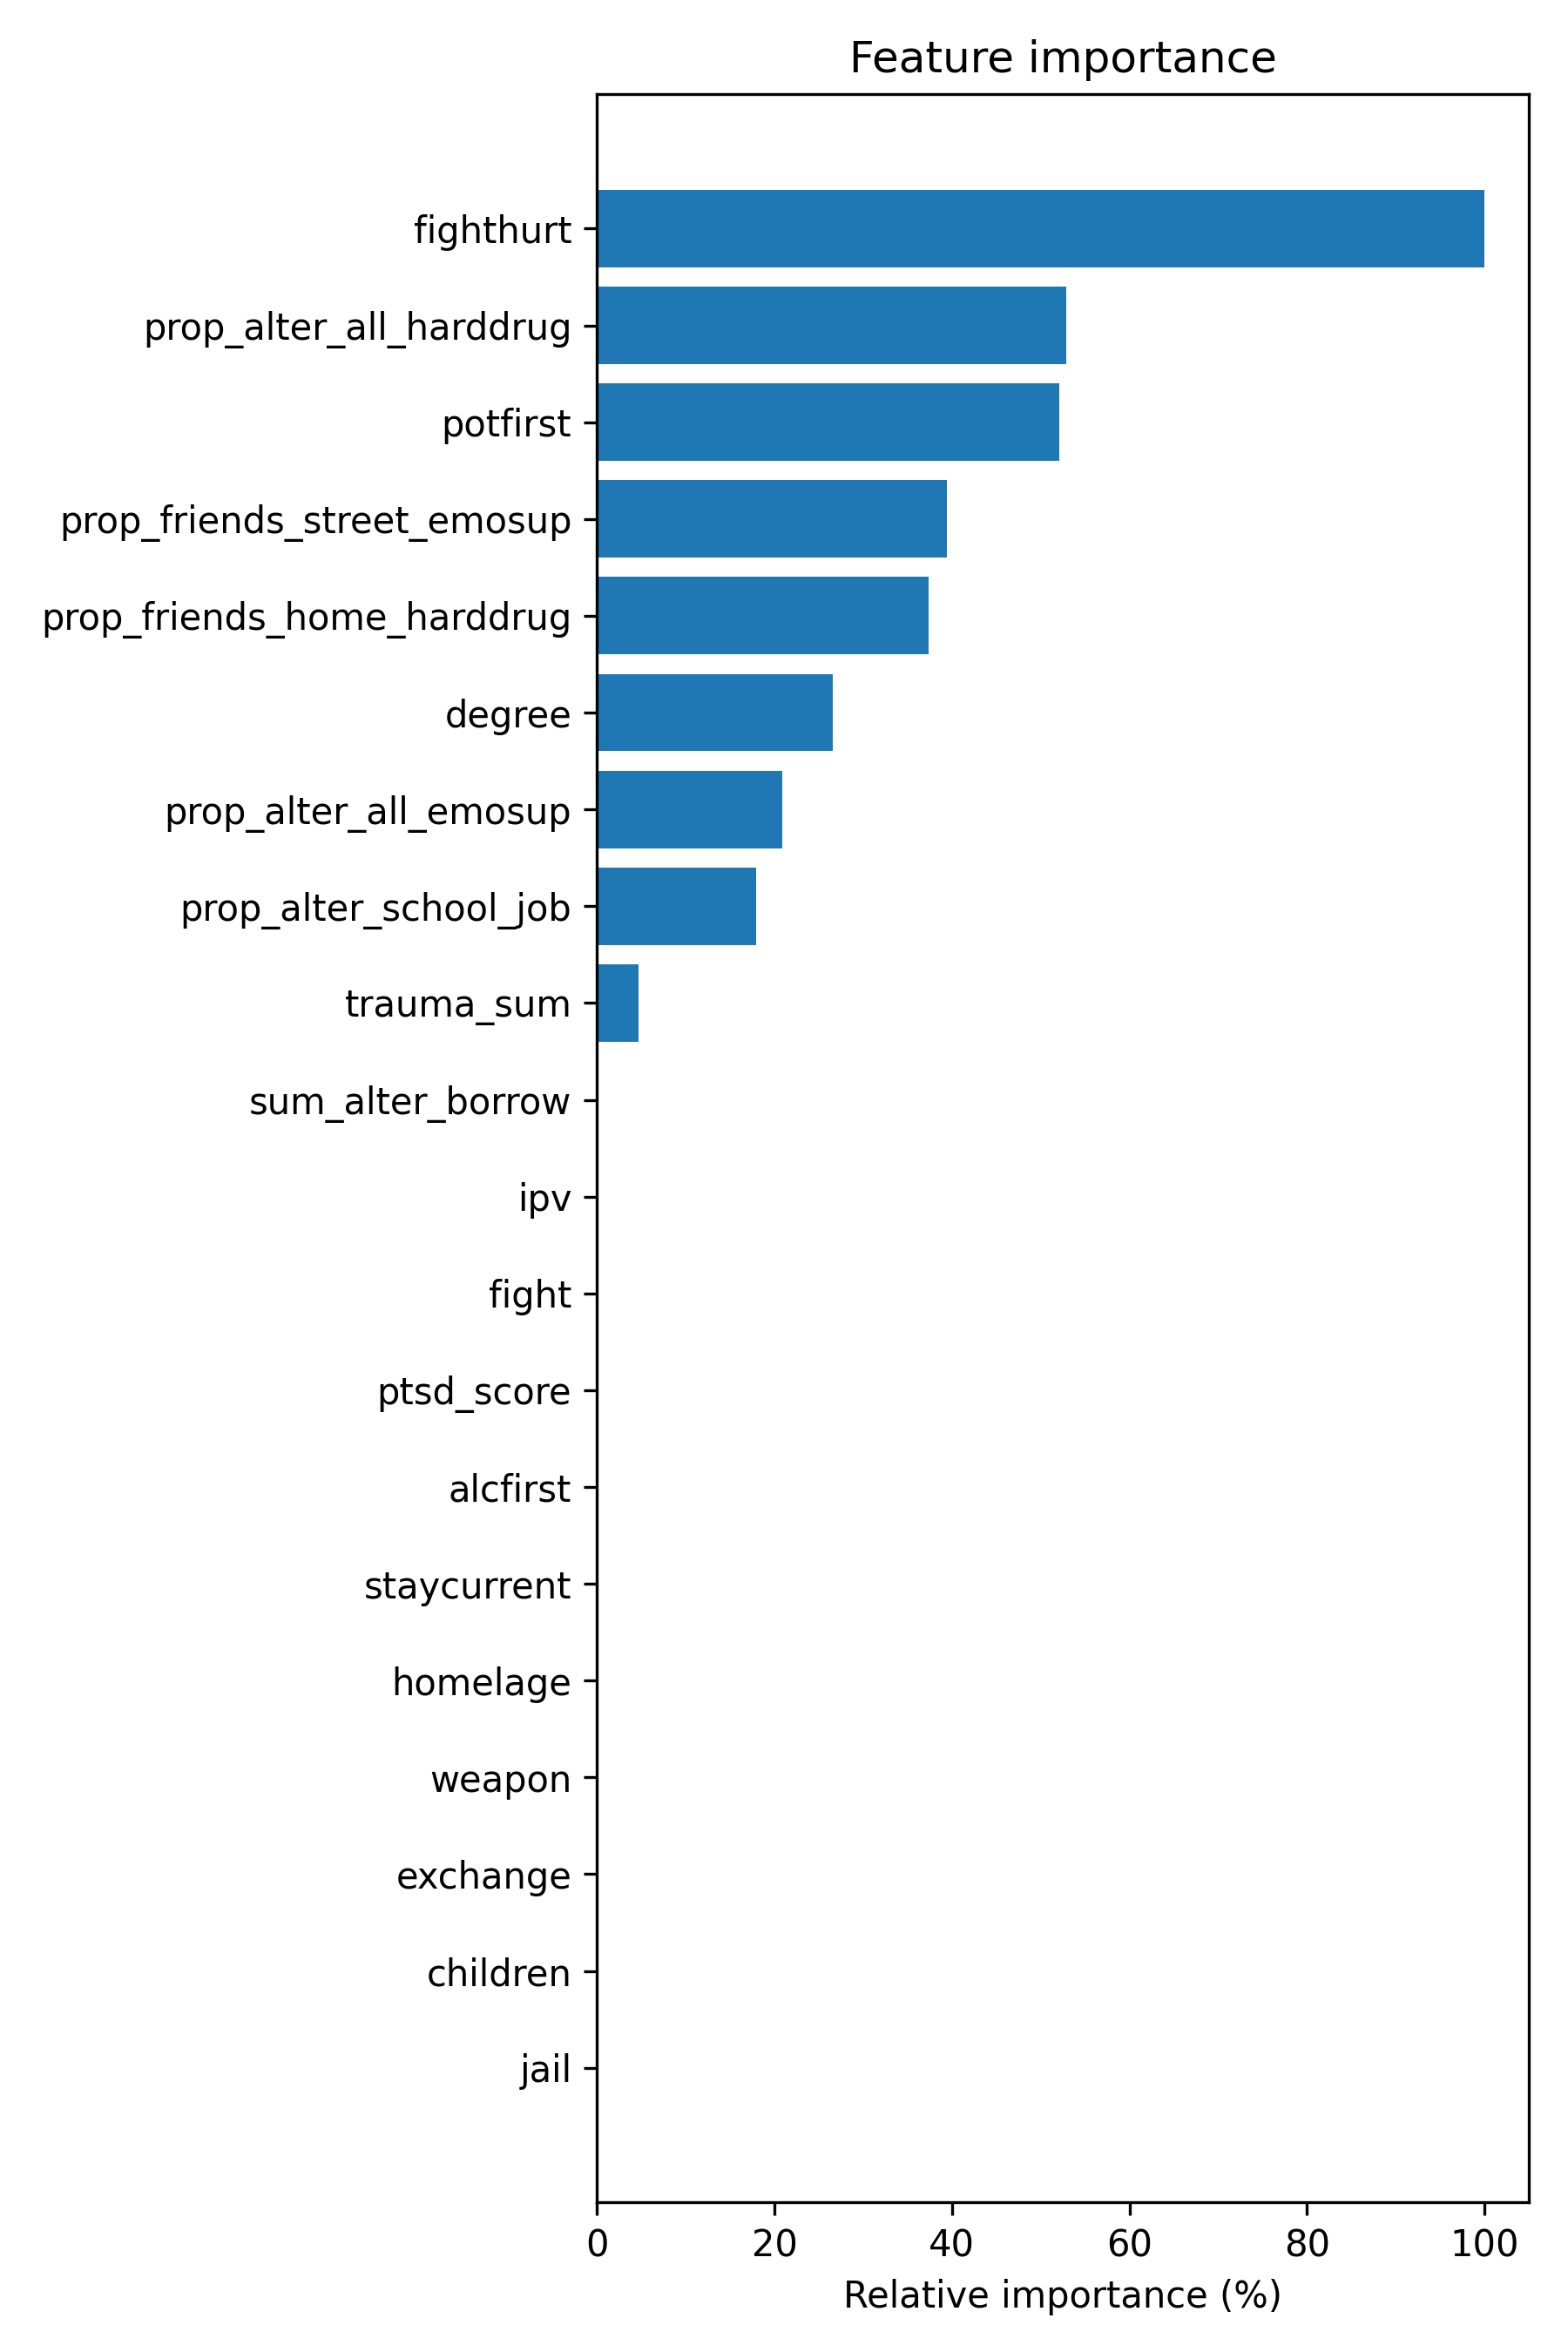 Feature importance
fighthurt
prop_alter_all_harddrug
potfirst
prop_friends_street_emosup
prop_friends_home_harddrug
degree
prop_alter_all_emosup
prop_alter_school_job
trauma_sum
sum_alter_borrow
ipv
fight
ptsd_score
alcfirst
staycurrent
homelage
weapon
exchange
children
jail
0 20 40 60 80 100
Relative importance (%)